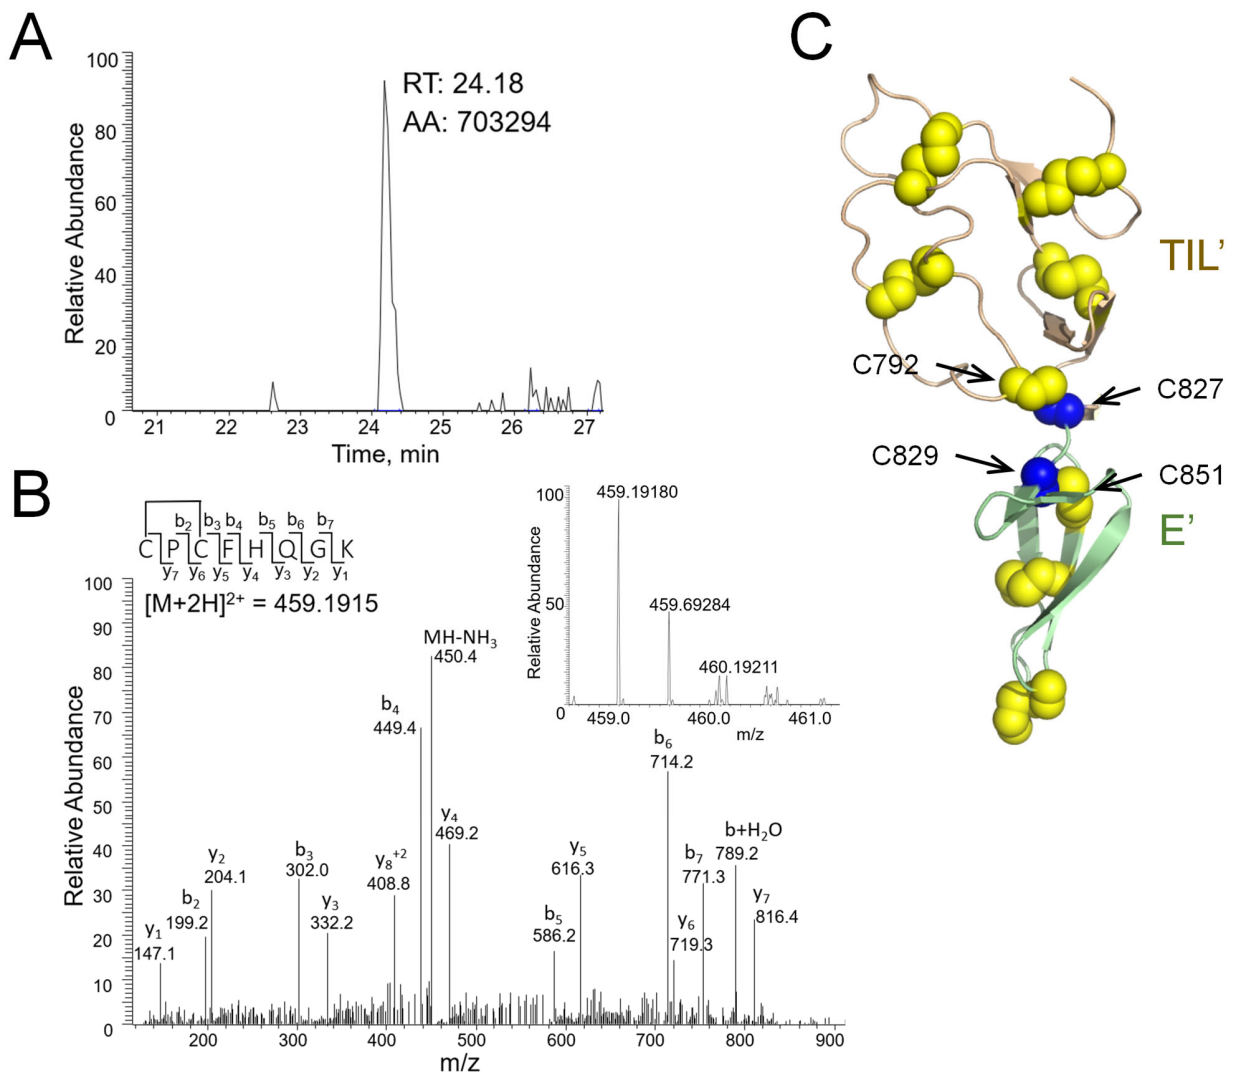 A
100
80
60
40
20
0
Relative Abundance
RT: 24.18
AA: 703294
21 22 23 24 25 26 27
Time, min
B
b2 b3 b4 b5 b6 b7
C P C F H Q G K
y7 y6 y5 y4 y3 y2 y1
[M+2H]2+ = 459.1915
100
90
80
70
60
50
40
30
20
10
0
Relative Abundance
y1
147.1
b2
199.2
y2
204.1
b3
302.0
y3
332.2
y8+2
408.8
b4
449.4
MH-NH3
450.4
y4
469.2
b5
586.2
y5
616.3
b6
714.2
y6
719.3
b7
771.3
b+H2O
789.2
y7
816.4
200 300 400 500 600 700 800 900
m/z
100
50
0
Relative Abundance
459.19180
459.69284
460.19211
459.0 460.0 461.0
m/z
C
TIL’
C792
C827
C829
C851
E’